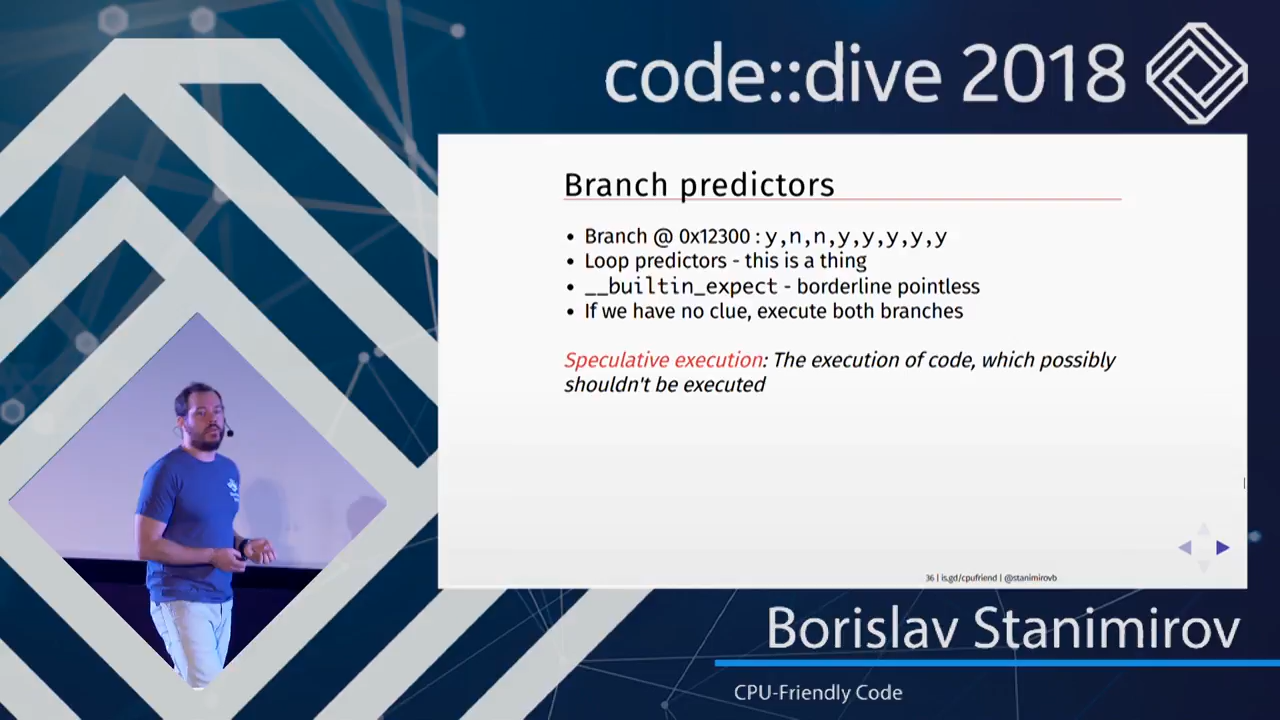 code::dive 2018
Branch predictors
• Branch @ 0x12300 : y,n,n,y,y,y,y,y
• Loop predictors - this is a thing
• __builtin_expect - borderline pointless
• If we have no clue, execute both branches
Speculative execution: The execution of code, which possibly
shouldn't be executed
36 | is.gd/cpufriend | @stanimirovb
Borislav Stanimirov
CPU-Friendly Code